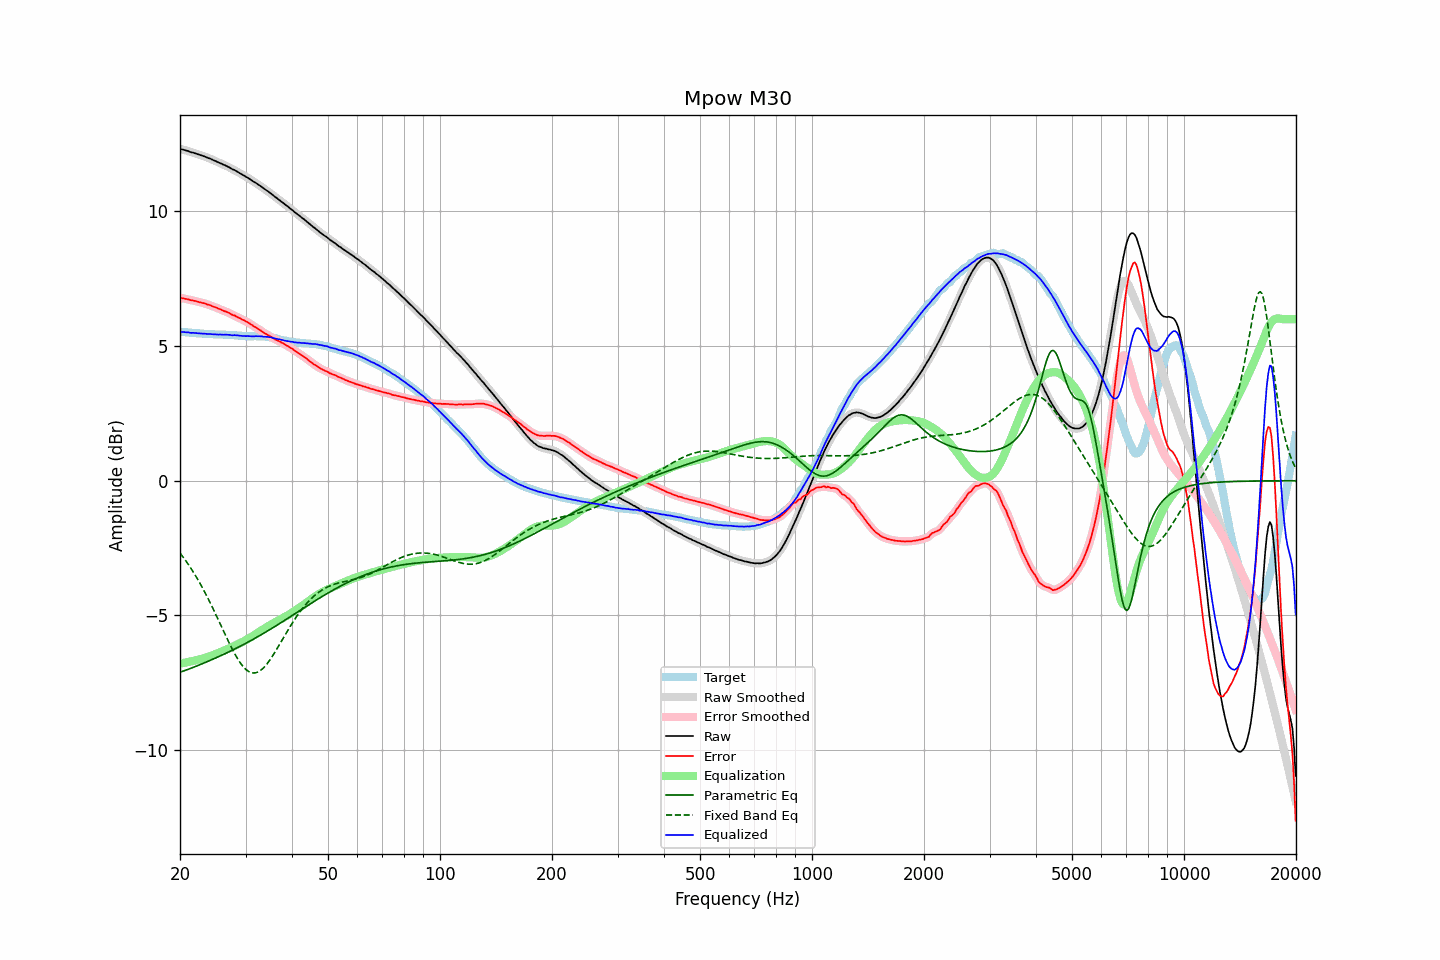 Mpow M30
Amplitude (dBr)
10
5
0
−5
−10
20
50
100
200
500
1000
2000
5000
10000
20000
Frequency (Hz)
Target
Raw Smoothed
Error Smoothed
Raw
Error
Equalization
Parametric Eq
Fixed Band Eq
Equalized